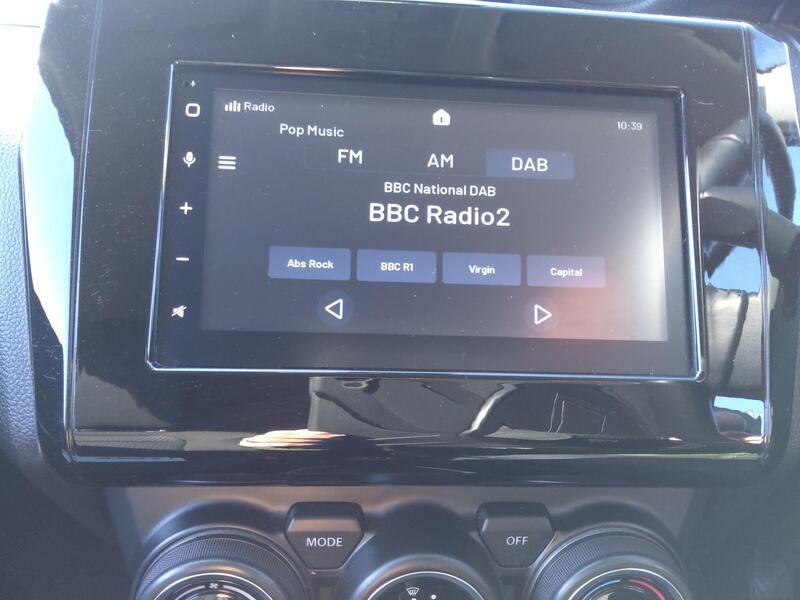 Radio
10:39
Pop Music
FM AM DAB
BBC National DAB
BBC Radio2
Abs Rock BBC R1 Virgin Capital
MODE OFF